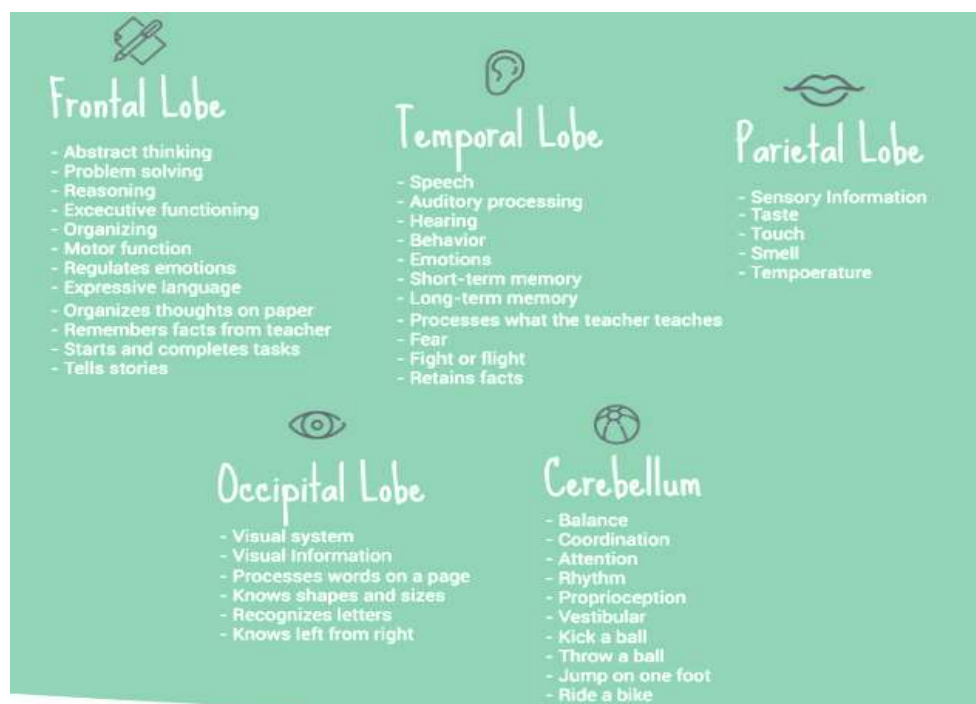 Frontal Lobe
- Abstract thinking
- Problem solving
- Reasoning
- Excecutive functioning
- Organizing
- Motor function
- Regulates emotions
- Expressive language
- Organizes thoughts on paper
- Remembers facts from teacher
- Starts and completes tasks
- Tells stories
Temporal Lobe
- Speech
- Auditory processing
- Hearing
- Behavior
- Emotions
- Short-term memory
- Long-term memory
- Processes what the teacher teaches
- Fear
- Fight or flight
- Retains facts
Parietal Lobe
- Sensory Information
- Taste
- Touch
- Smell
- Tempoerature
Occipital Lobe
- Visual system
- Visual Information
- Processes words on a page
- Knows shapes and sizes
- Recognizes letters
- Knows left from right
Cerebellum
- Balance
- Coordination
- Attention
- Rhythm
- Proprioception
- Vestibular
- Kick a ball
- Throw a ball
- Jump on one foot
- Ride a bike